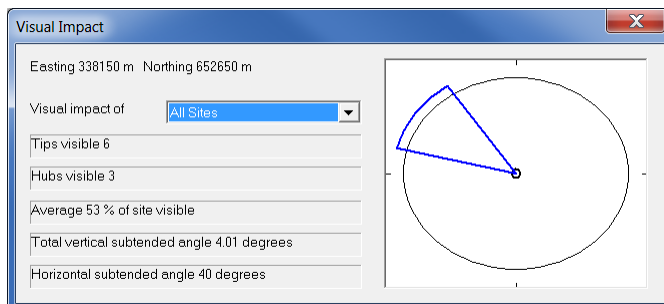 Visual Impact
Easting 338150 m Northing 652650 m
Visual impact of All Sites
Tips visible 6
Hubs visible 3
Average 53 % of site visible
Total vertical subtended angle 4.01 degrees
Horizontal subtended angle 40 degrees